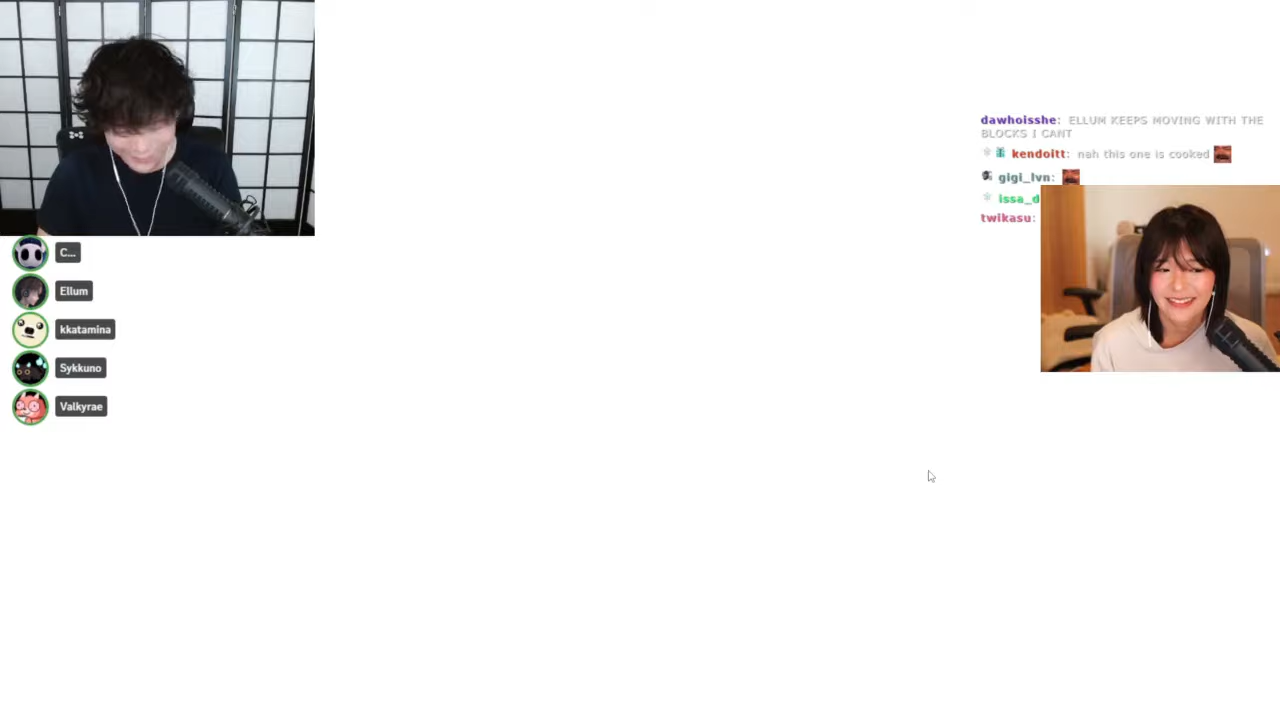 dawhoisshe: ELLUM KEEPS MOVING WITH THE
BLOCKS I CANT
kendoitt: nah this one is cooked
gigi_lvn:
issa_d
twikasu:
C...
Ellum
kkatamina
Sykkuno
Valkyrae